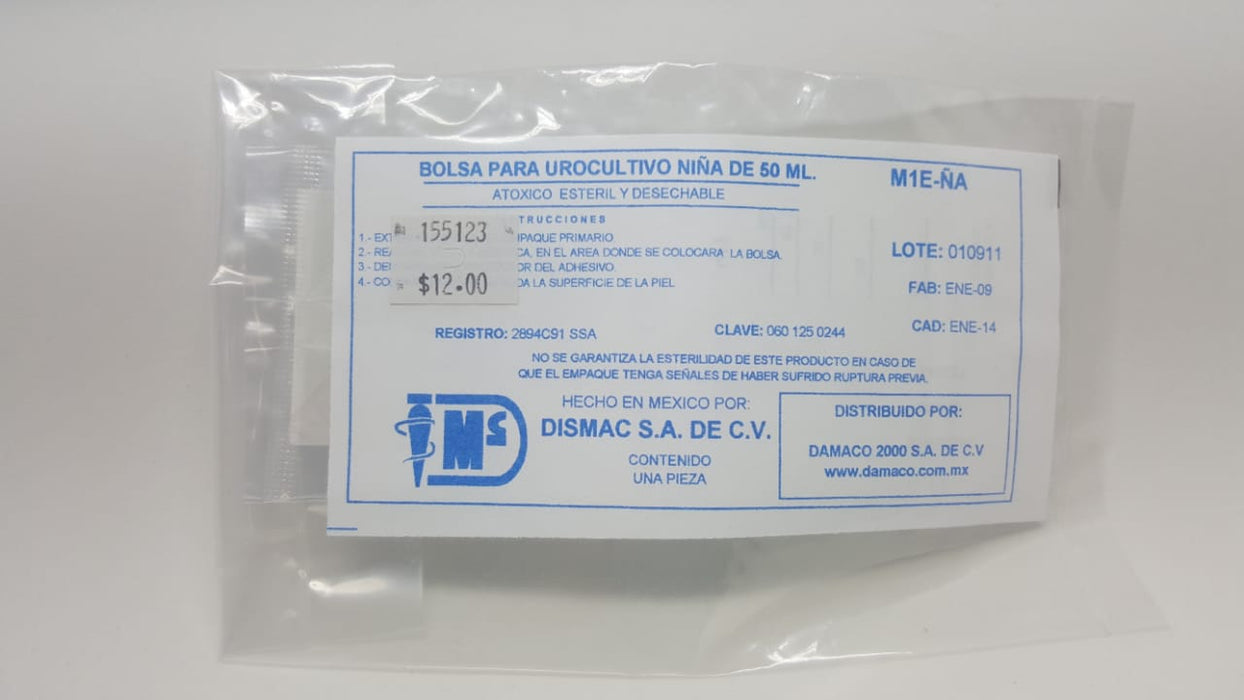 BOLSA PARA UROCULTIVO NIÑA DE 50 ML.
M1E-ÑA
ATOXICO ESTERIL Y DESECHABLE
TRUCCIONES
1.- EXT IPAQUE PRIMARIO
2.- REA CA, EN EL AREA DONDE SE COLOCARA LA BOLSA.
3.- DE OR DEL ADHESIVO.
4.- CO DA LA SUPERFICIE DE LA PIEL
155123
$12.00
LOTE: 010911
FAB: ENE-09
CAD: ENE-14
REGISTRO: 2894C91 SSA
CLAVE: 060 125 0244
NO SE GARANTIZA LA ESTERILIDAD DE ESTE PRODUCTO EN CASO DE
QUE EL EMPAQUE TENGA SEÑALES DE HABER SUFRIDO RUPTURA PREVIA.
DMcS
HECHO EN MEXICO POR:
DISMAC S.A. DE C.V.
CONTENIDO
UNA PIEZA
DISTRIBUIDO POR:
DAMACO 2000 S.A. DE C.V
www.damaco.com.mx